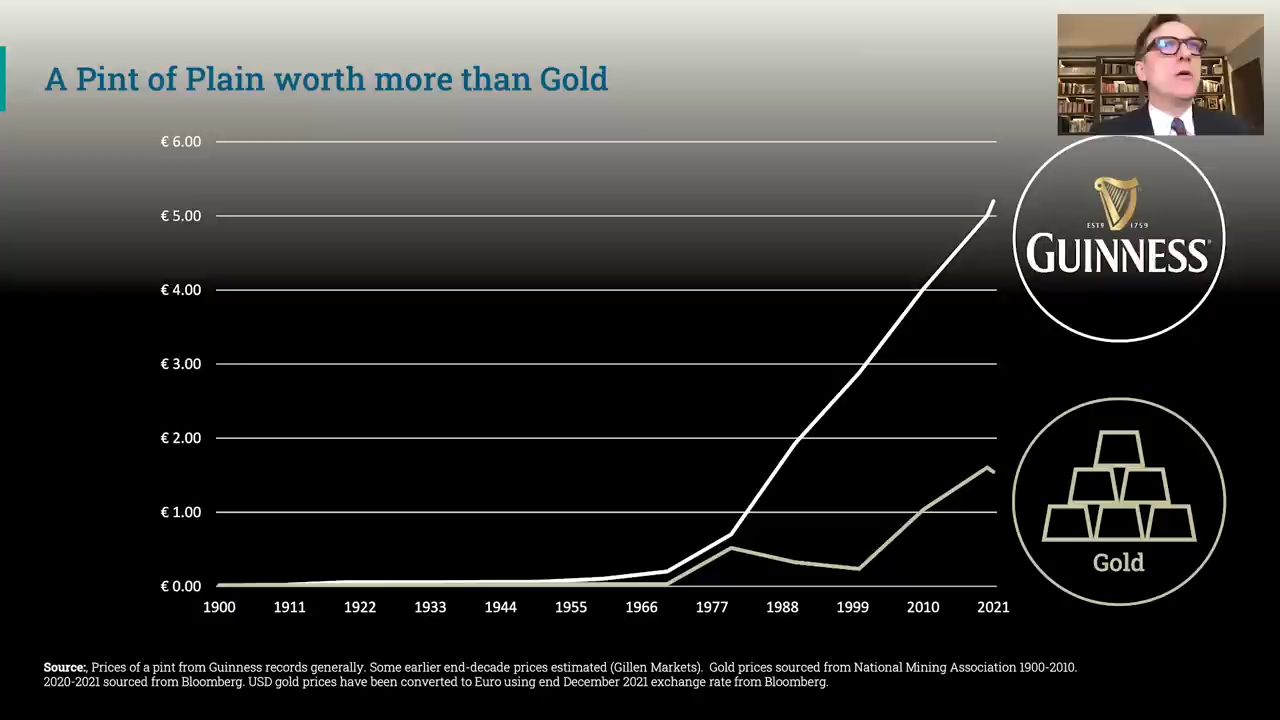 A Pint of Plain worth more than Gold
€ 6.00
€ 5.00
€ 4.00
€ 3.00
€ 2.00
€ 1.00
€ 0.00
1900 1911 1922 1933 1944 1955 1966 1977 1988 1999 2010 2021
ESTD 1759
GUINNESS
Gold
Source:, Prices of a pint from Guinness records generally. Some earlier end-decade prices estimated (Gillen Markets). Gold prices sourced from National Mining Association 1900-2010.
2020-2021 sourced from Bloomberg. USD gold prices have been converted to Euro using end December 2021 exchange rate from Bloomberg.